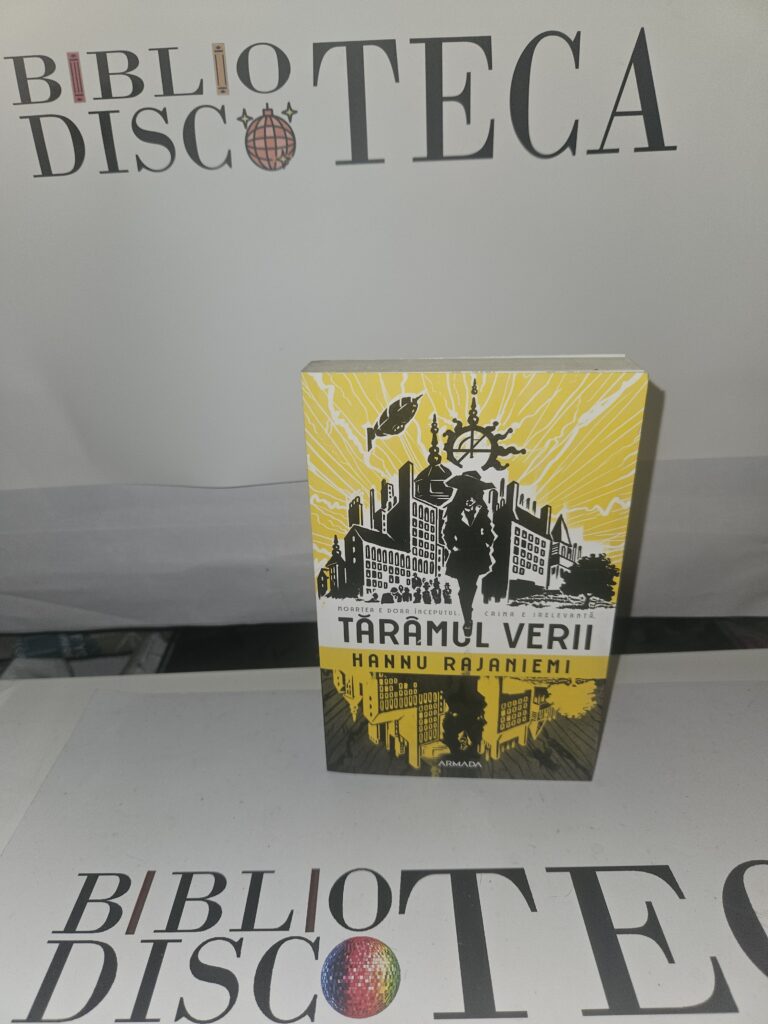 BIBLIO
DISCOTECA
MOARTEA E DOAR ÎNCEPUTUL. CRIMA E IRELEVANTĂ.
TĂRÂMUL VERII
HANNU RAJANIEMI
ARMADA
BIBLIO
DISCOTEC